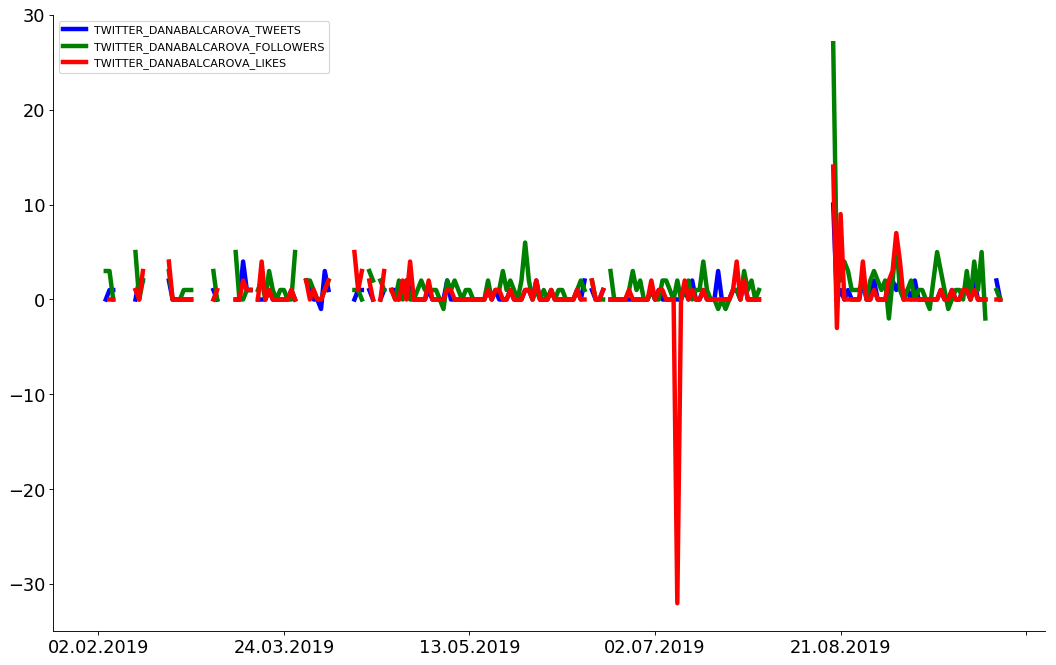 30
TWITTER_DANABALCAROVA_TWEETS
TWITTER_DANABALCAROVA_FOLLOWERS
TWITTER_DANABALCAROVA_LIKES
20
10
0
−10
−20
−30
02.02.2019 24.03.2019 13.05.2019 02.07.2019 21.08.2019